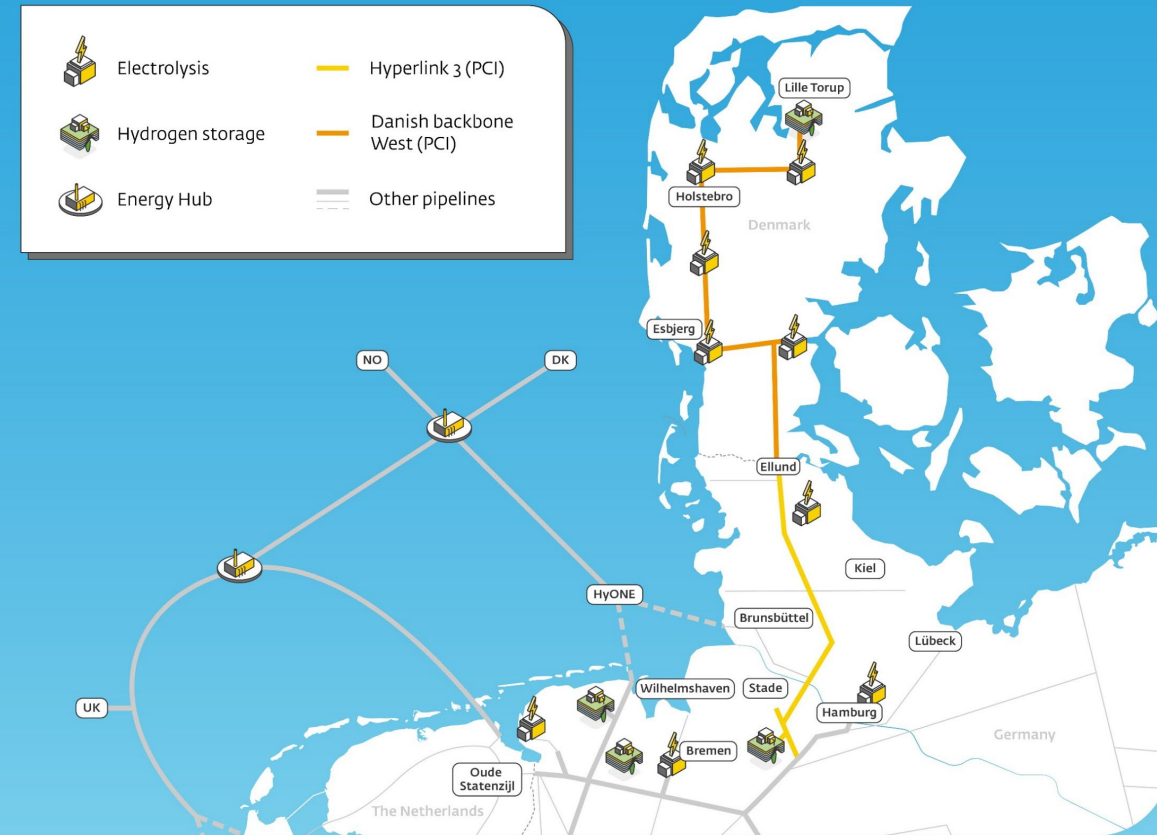 Electrolysis
Hyperlink 3 (PCI)
Hydrogen storage
Danish backbone
West (PCI)
Energy Hub
Other pipelines
Lille Torup
Holstebro
Denmark
Esbjerg
NO
DK
Ellund
Kiel
HyONE
Brunsbüttel
Lübeck
Wilhelmshaven
Stade
UK
Hamburg
Germany
Bremen
Oude
Statenzijl
The Netherlands